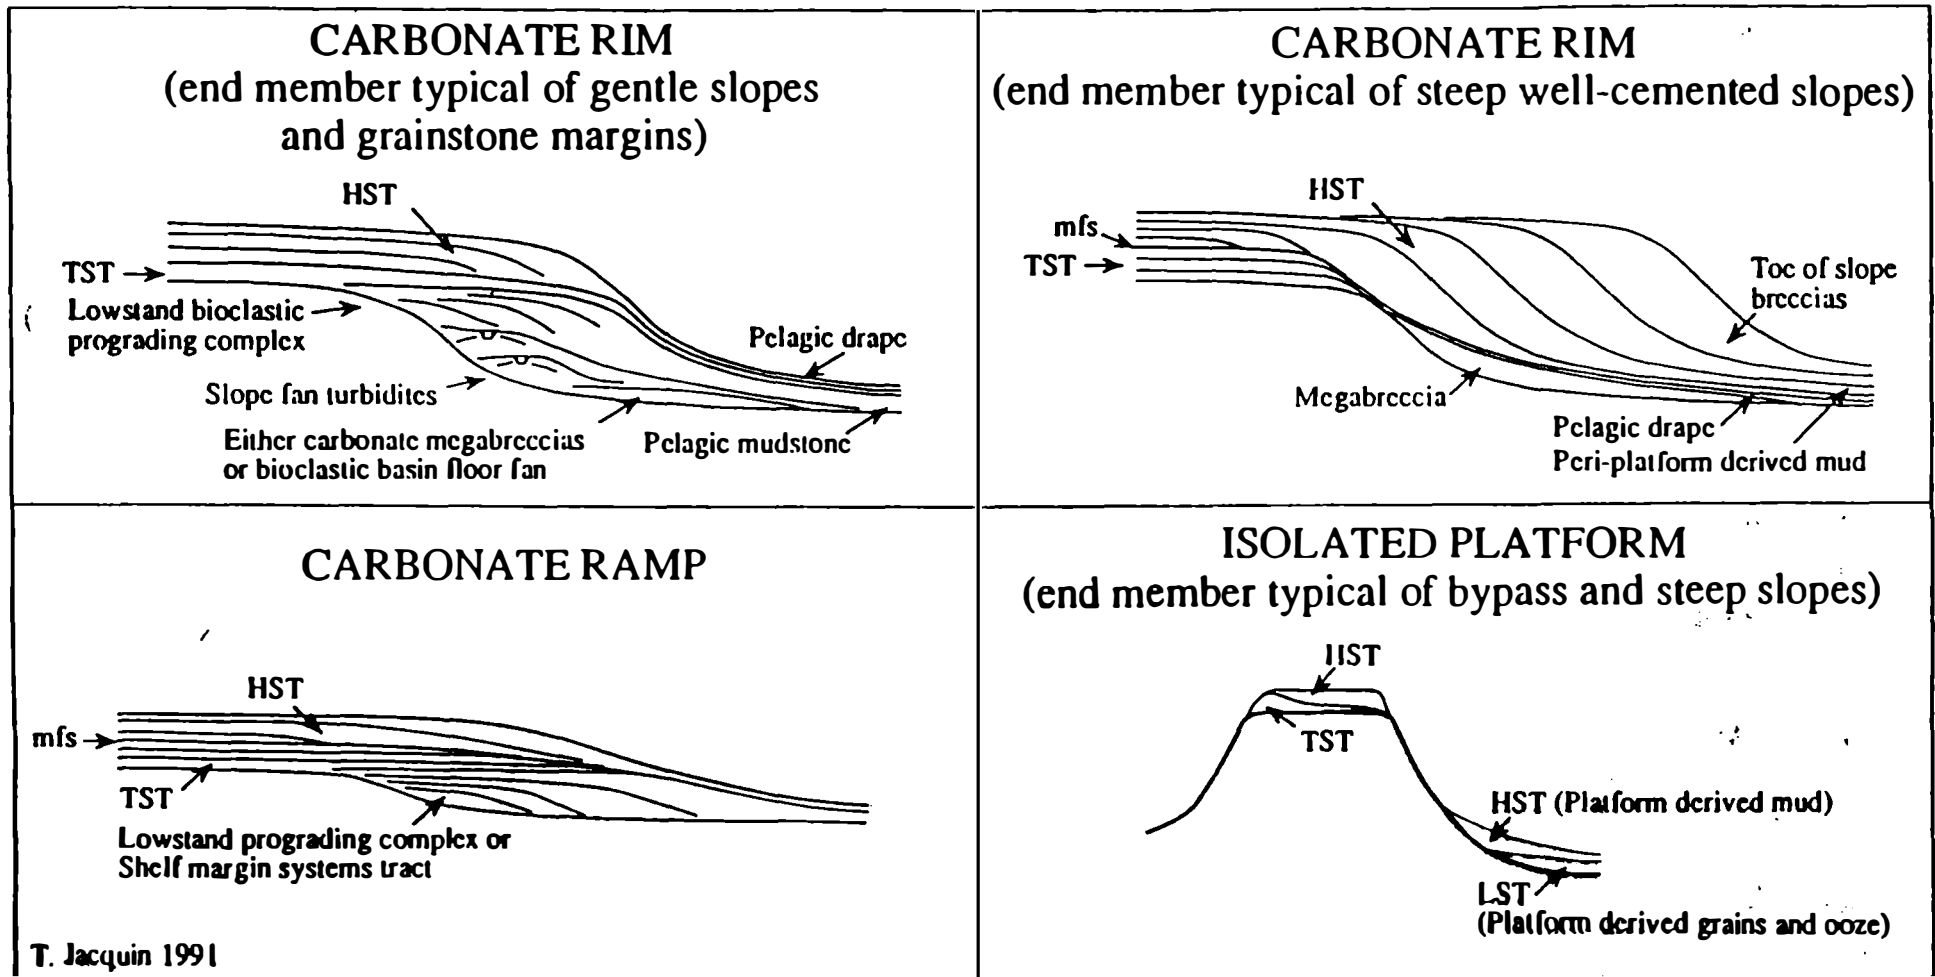 CARBONATE RIM
(end member typical of gentle slopes
and grainstone margins)
HST
TST
Lowstand bioclastic
prograding complex
Slope fan turbidites
Either carbonate megabreccias
or bioclastic basin floor fan
Pelagic drape
Pelagic mudstone
CARBONATE RIM
(end member typical of steep well-cemented slopes)
HST
mfs
TST
Toe of slope
breccias
Megabreccia
Pelagic drape
Peri-platform derived mud
CARBONATE RAMP
HST
mfs
TST
Lowstand prograding complex or
Shelf margin systems tract
T. Jacquin 1991
ISOLATED PLATFORM
(end member typical of bypass and steep slopes)
HST
TST
HST (Platform derived mud)
LST
(Platform derived grains and ooze)